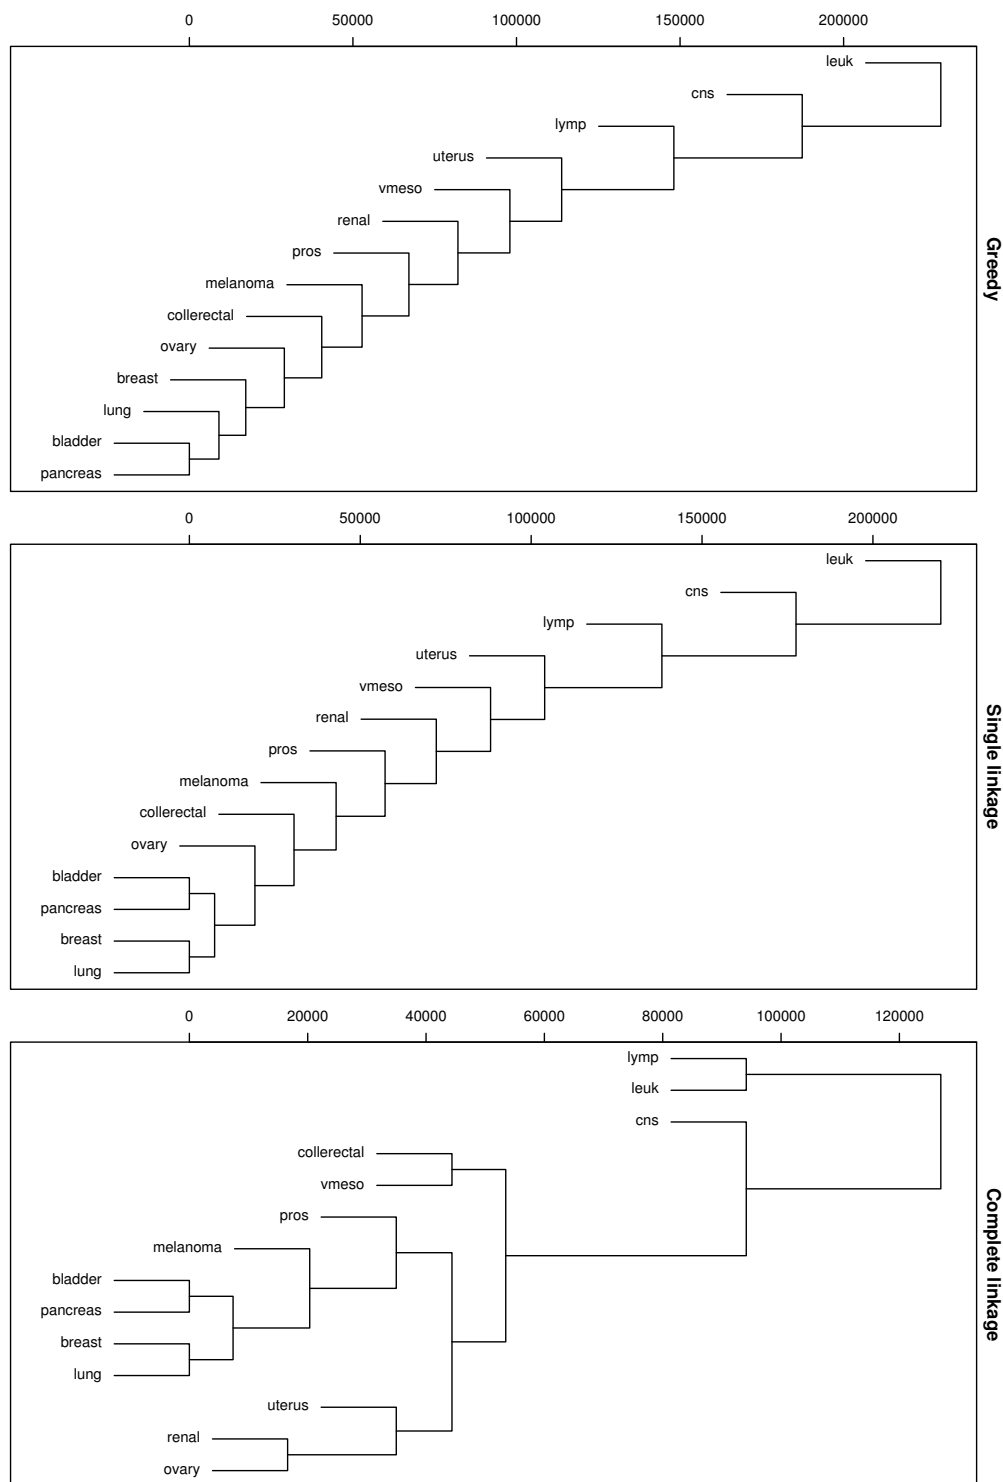 0 50000 100000 150000 200000
leuk
cns
lymp
uterus
vmeso
renal
pros
melanoma
collerectal
ovary
breast
lung
bladder
pancreas
Greedy
0 50000 100000 150000 200000
leuk
cns
lymp
uterus
vmeso
renal
pros
melanoma
collerectal
ovary
bladder
pancreas
breast
lung
Single linkage
0 20000 40000 60000 80000 100000 120000
lymp
leuk
cns
collerectal
vmeso
pros
melanoma
bladder
pancreas
breast
lung
uterus
renal
ovary
Complete linkage